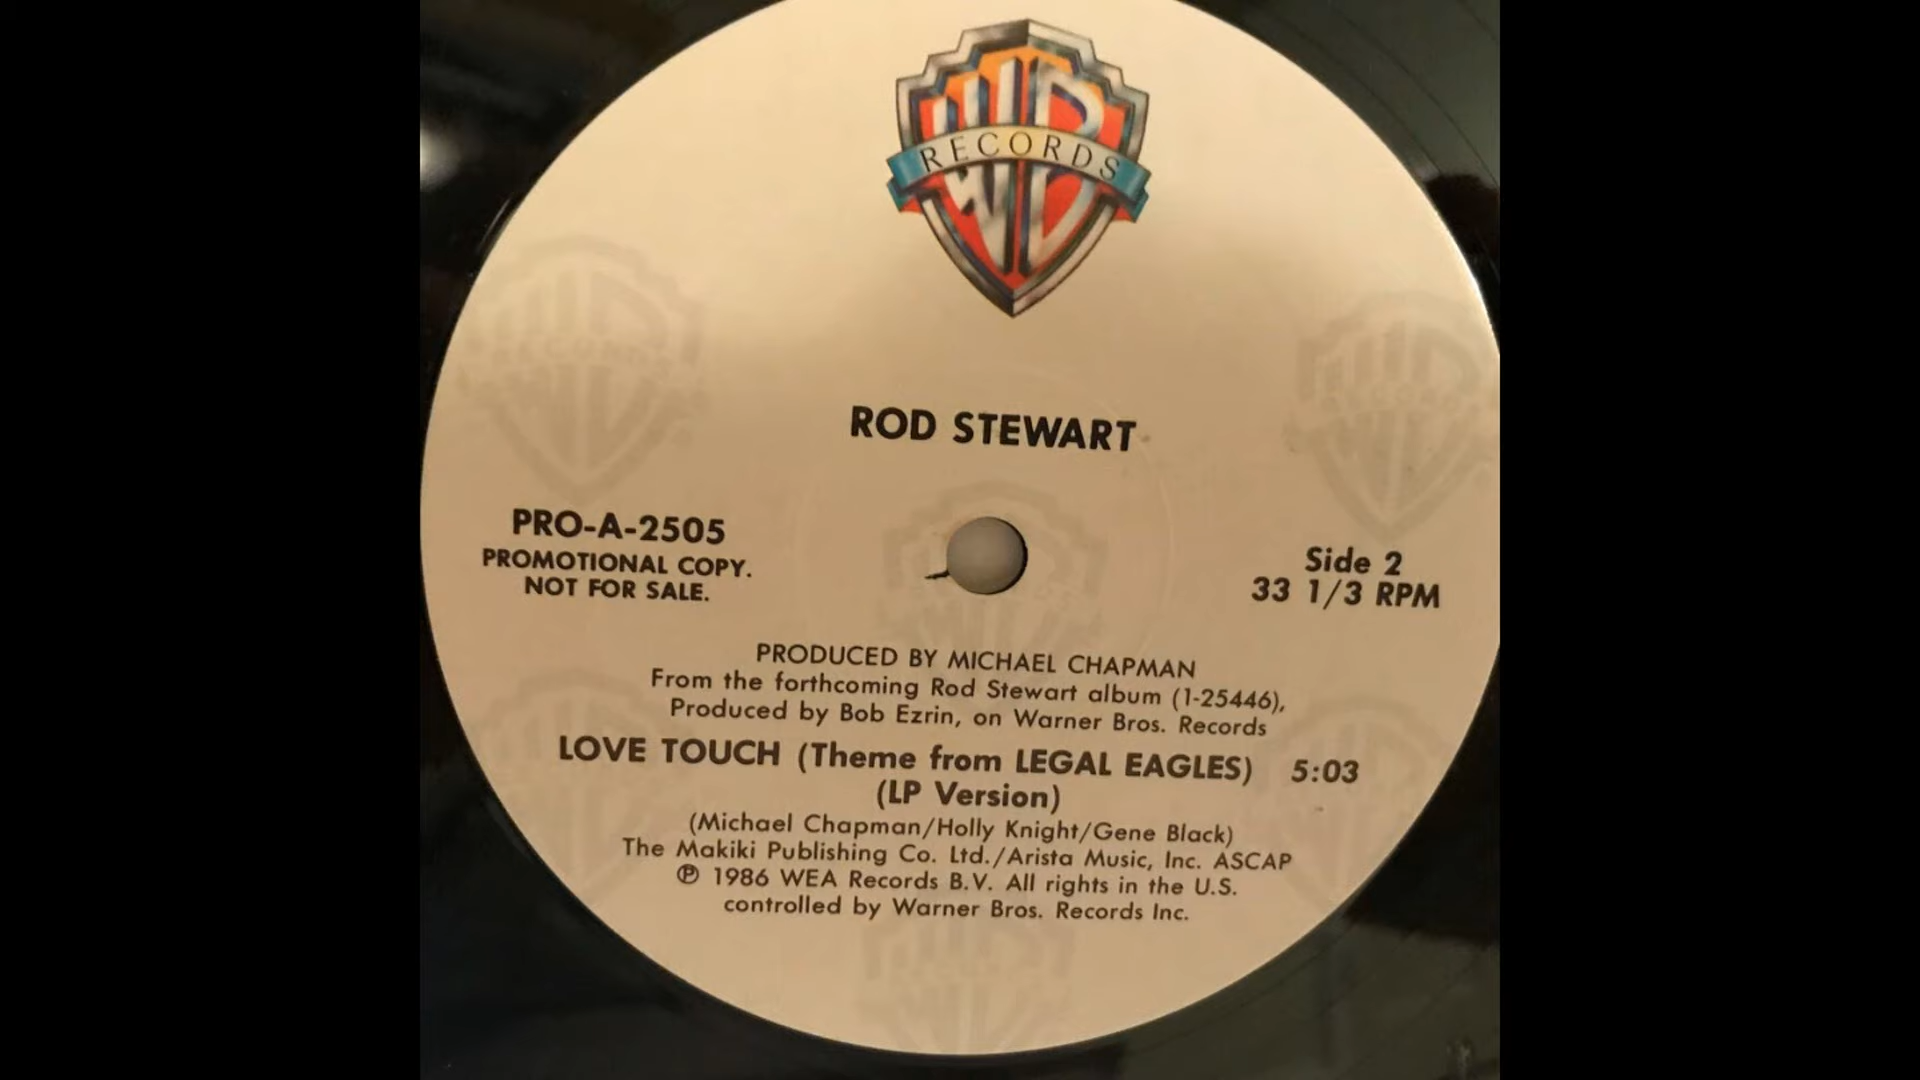 RECORDS
ROD STEWART
PRO-A-2505
PROMOTIONAL COPY.
NOT FOR SALE.
Side 2
33 1/3 RPM
PRODUCED BY MICHAEL CHAPMAN
From the forthcoming Rod Stewart album (1-25446),
Produced by Bob Ezrin, on Warner Bros. Records
LOVE TOUCH (Theme from LEGAL EAGLES) 5:03
(LP Version)
(Michael Chapman/Holly Knight/Gene Black)
The Makiki Publishing Co. Ltd./Arista Music, Inc. ASCAP
℗ 1986 WEA Records B.V. All rights in the U.S.
controlled by Warner Bros. Records Inc.